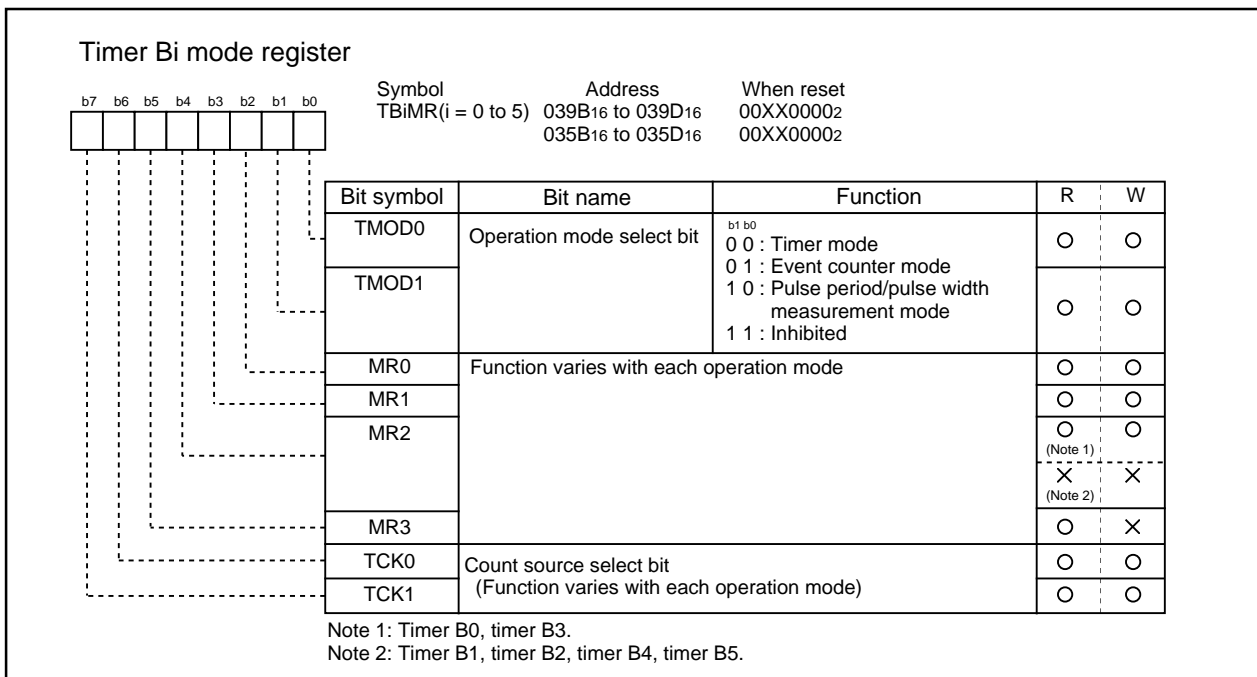 Timer Bi mode register
Symbol Address When reset
TBiMR(i = 0 to 5) 039B16 to 039D16 00XX00002
035B16 to 035D16 00XX00002
b7 b6 b5 b4 b3 b2 b1 b0
Bit symbol Bit name Function R W
TMOD0 Operation mode select bit
b1 b0
0 0 : Timer mode
0 1 : Event counter mode
TMOD1
1 0 : Pulse period/pulse width
measurement mode
1 1 : Inhibited
MR0 Function varies with each operation mode
MR1
MR2
(Note 1)
(Note 2)
MR3
TCK0 Count source select bit
TCK1 (Function varies with each operation mode)
Note 1: Timer B0, timer B3.
Note 2: Timer B1, timer B2, timer B4, timer B5.